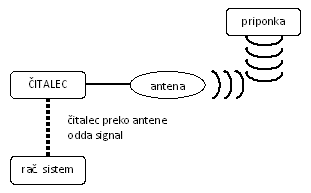 priponka
ČITALEC
antena
čitalec preko antene
odda signal
rač. sistem